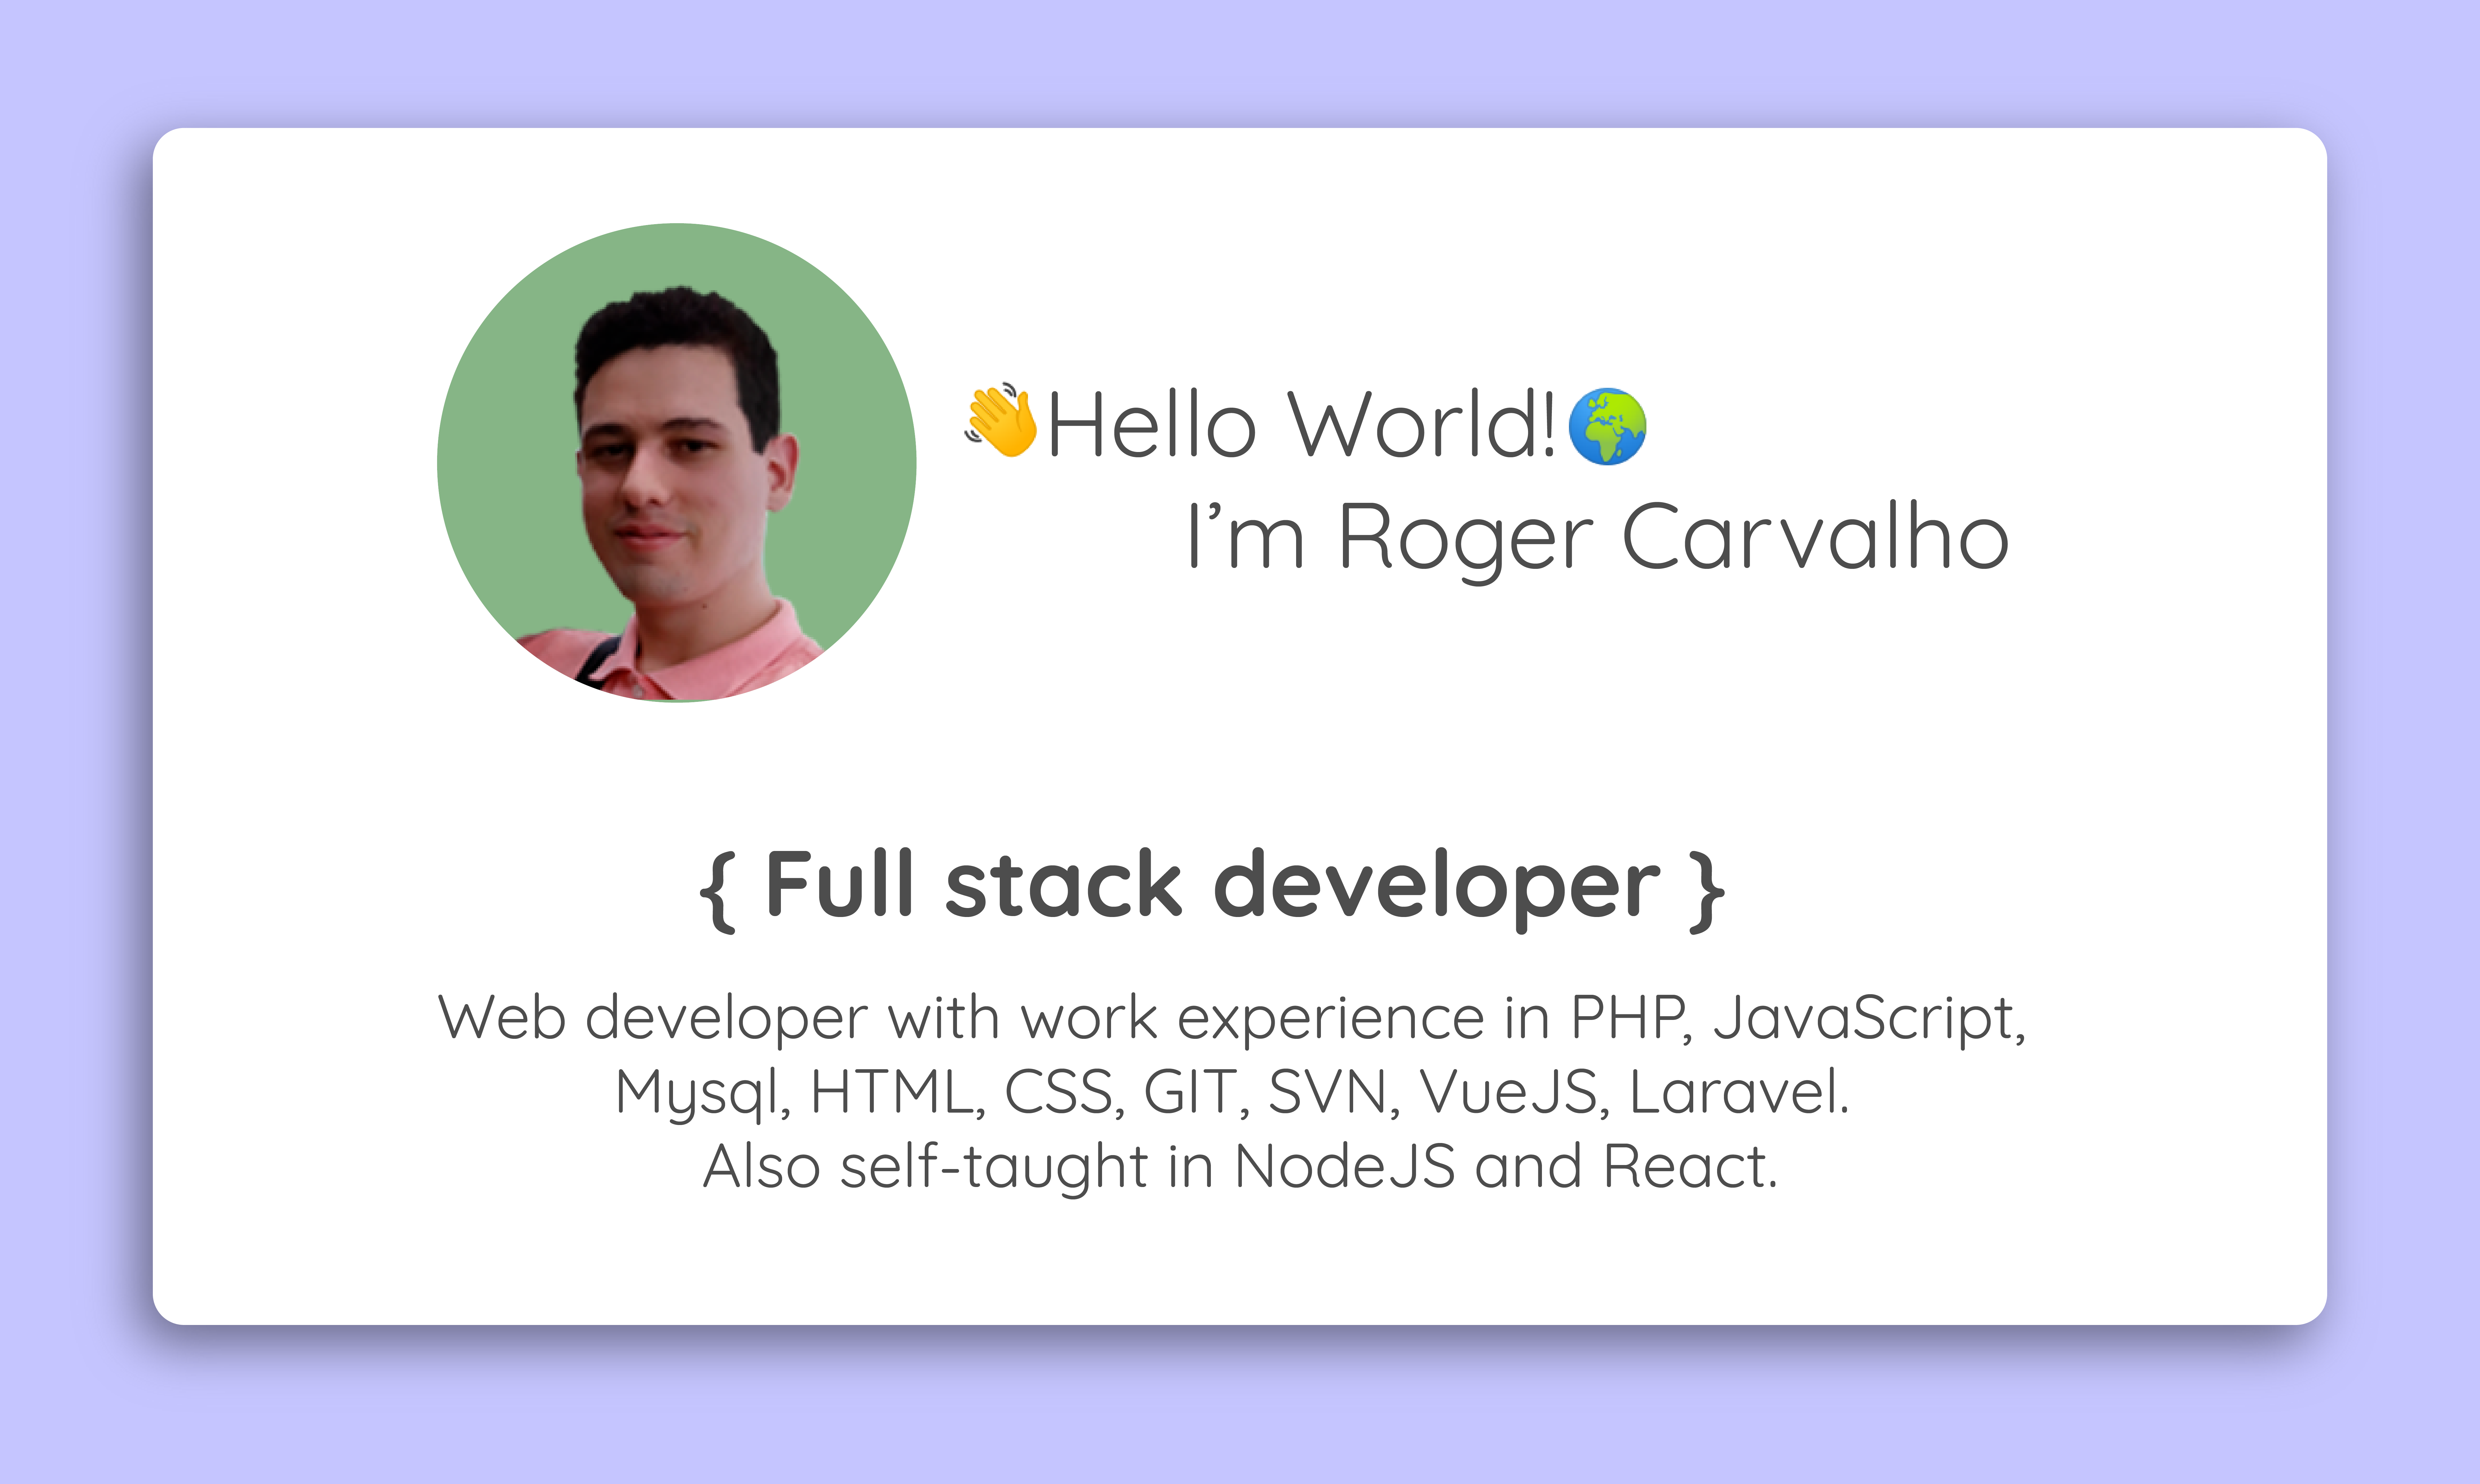 👋Hello World!🌍
I’m Roger Carvalho
{ Full stack developer }
Web developer with work experience in PHP, JavaScript,
Mysql, HTML, CSS, GIT, SVN, VueJS, Laravel.
Also self-taught in NodeJS and React.